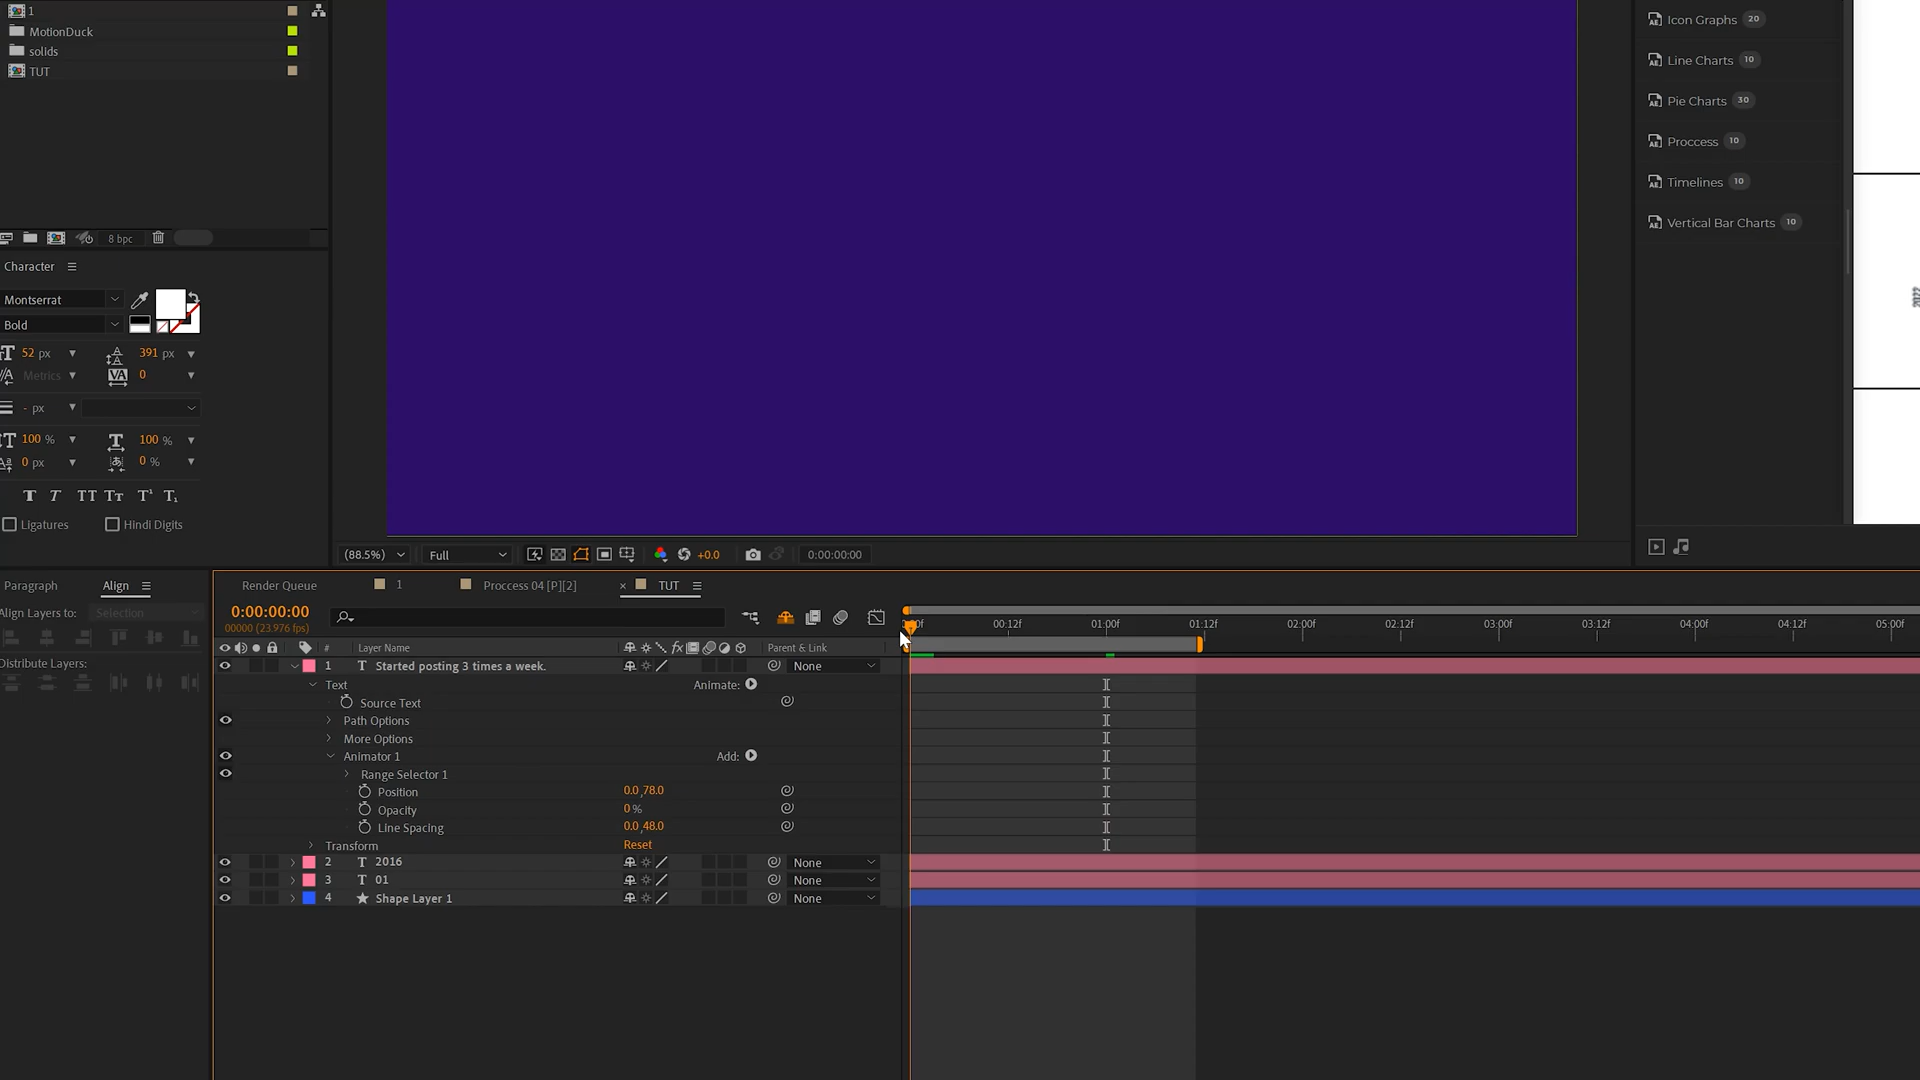 1
MotionDuck
solids
TUT
8 bpc
Character
Montserrat
Bold
52 px
391 px
Metrics
0
- px
100 %
100 %
0 px
0 %
Ligatures
Hindi Digits
(88.5%)
Full
+0.0
0:00:00:00
Icon Graphs 20
Line Charts 10
Pie Charts 30
Proccess 10
Timelines 10
Vertical Bar Charts 10
2022
Paragraph
Align
Align Layers to:
Selection
Distribute Layers:
Render Queue
1
Proccess 04 [P][2]
× TUT
0:00:00:00
00000 (23.976 fps)
00:12f
01:00f
01:12f
02:00f
02:12f
03:00f
03:12f
04:00f
04:12f
05:00f
#
Layer Name
Parent & Link
1 T Started posting 3 times a week.
None
Text
Animate:
Source Text
Path Options
More Options
Animator 1
Add:
Range Selector 1
Position
0.0,78.0
Opacity
0 %
Line Spacing
0.0,48.0
Transform
Reset
2 T 2016
None
3 T 01
None
4 Shape Layer 1
None